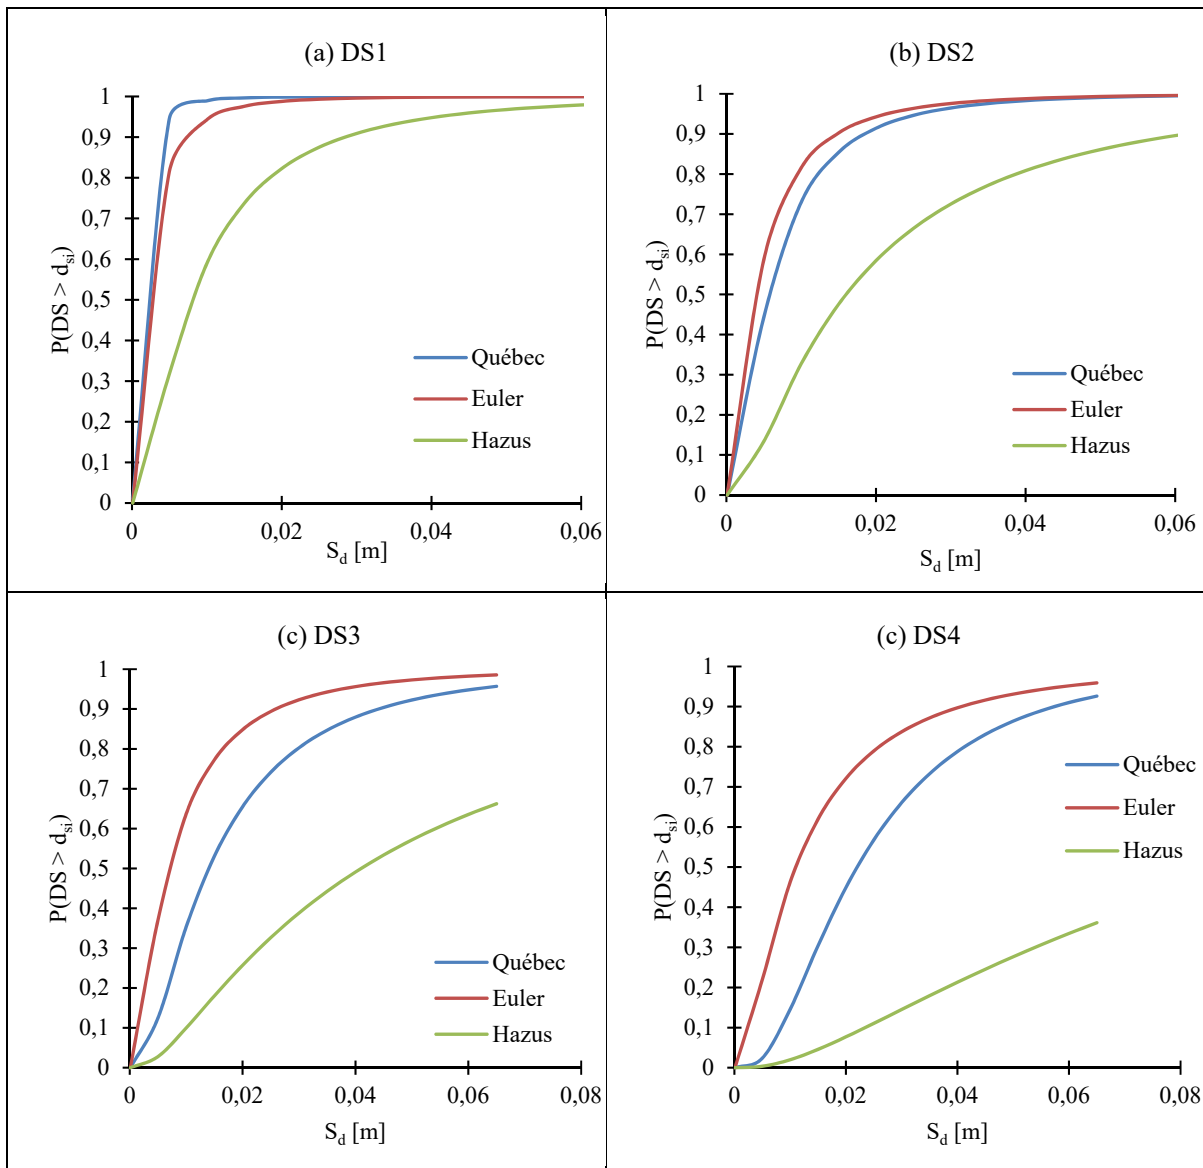 (a) DS1
1
0,9
0,8
0,7
0,6
0,5
0,4
0,3
0,2
0,1
0
P(DS > dsi)
Québec
Euler
Hazus
0
0,02
0,04
0,06
Sd [m]
(b) DS2
1
0,9
0,8
0,7
0,6
0,5
0,4
0,3
0,2
0,1
0
P(DS > dsi)
Québec
Euler
Hazus
0
0,02
0,04
0,06
Sd [m]
(c) DS3
1
0,9
0,8
0,7
0,6
0,5
0,4
0,3
0,2
0,1
0
P(DS > dsi)
Québec
Euler
Hazus
0
0,02
0,04
0,06
0,08
Sd [m]
(c) DS4
1
0,9
0,8
0,7
0,6
0,5
0,4
0,3
0,2
0,1
0
P(DS > dsi)
Québec
Euler
Hazus
0
0,02
0,04
0,06
0,08
Sd [m]